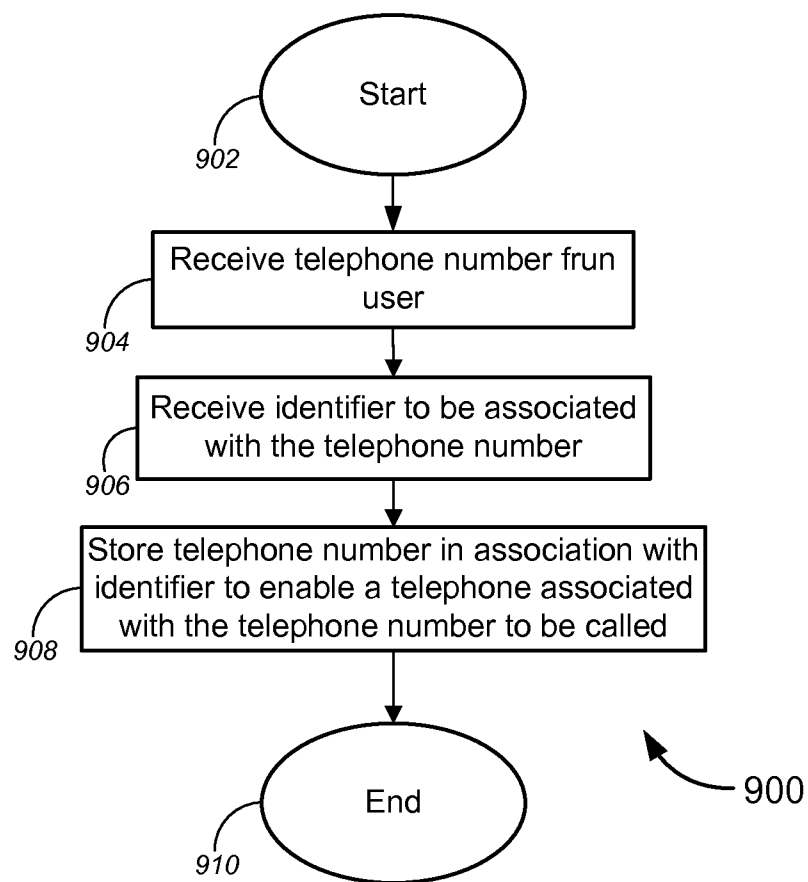 Start
902
Receive telephone number frun
user
904
Receive identifier to be associated
with the telephone number
906
Store telephone number in association with
identifier to enable a telephone associated
with the telephone number to be called
908
900
End
910